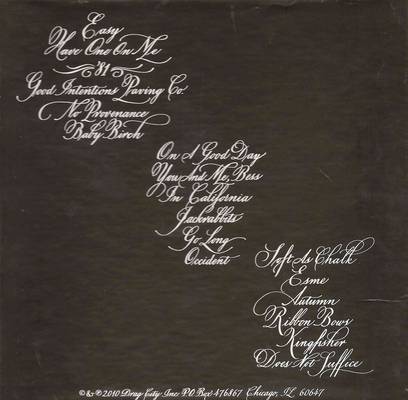 Easy
Have One On Me
'81
Good Intentions Paving Co.
No Provenance
Baby Birch
On A Good Day
You And Me, Bess
In California
Jackrabbits
Go Long
Occident
Soft As Chalk
Esme
Autumn
Ribbon Bows
Kingfisher
Does Not Suffice
© & ℗ 2010 Drag City Inc. P.O. Box 476867 Chicago, IL 60647